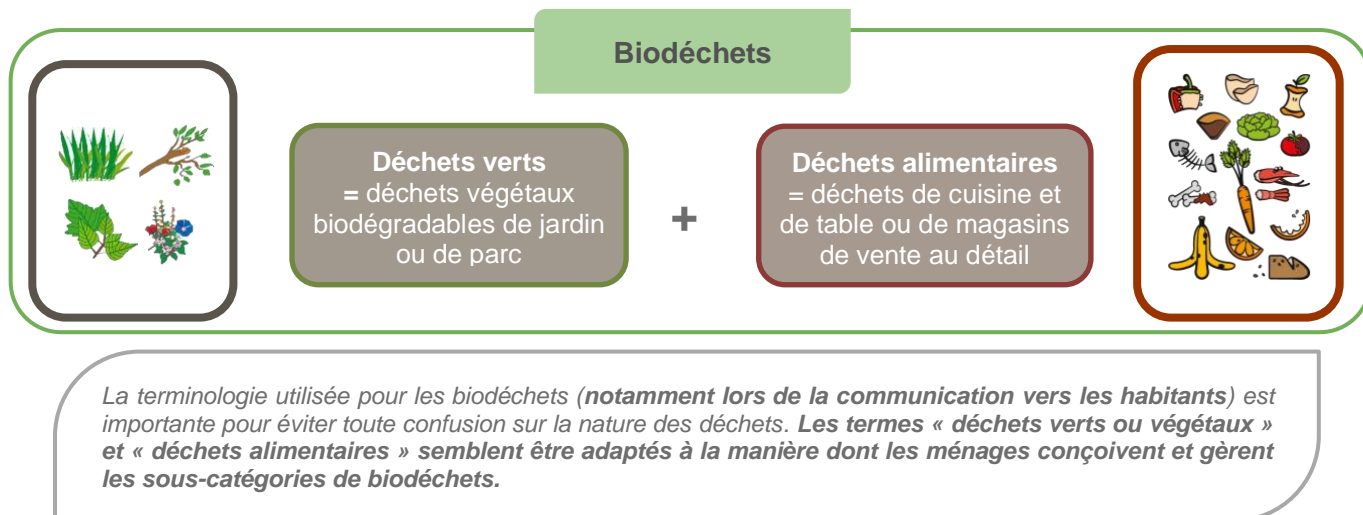 Biodéchets
Déchets verts
= déchets végétaux
biodégradables de jardin
ou de parc
+
Déchets alimentaires
= déchets de cuisine et
de table ou de magasins
de vente au détail
La terminologie utilisée pour les biodéchets (notamment lors de la communication vers les habitants) est
importante pour éviter toute confusion sur la nature des déchets. Les termes « déchets verts ou végétaux »
et « déchets alimentaires » semblent être adaptés à la manière dont les ménages conçoivent et gèrent
les sous-catégories de biodéchets.